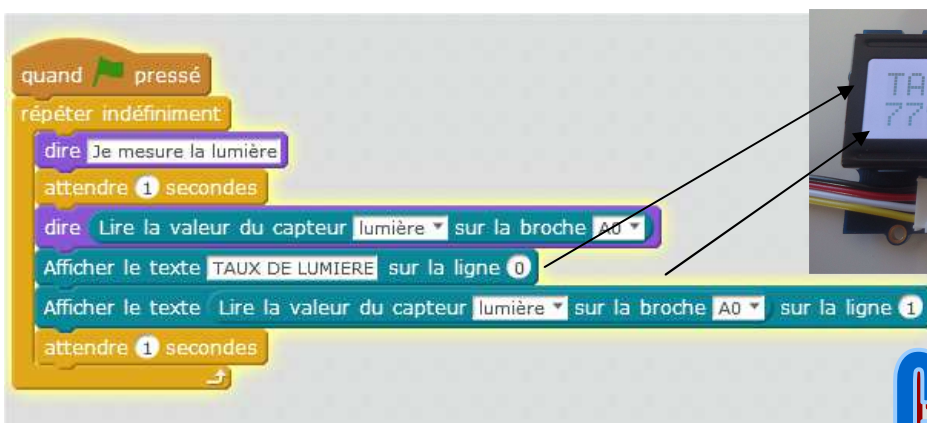 quand pressé
répéter indéfiniment
dire Je mesure la lumière
attendre 1 secondes
dire Lire la valeur du capteur lumière sur la broche A0
Afficher le texte TAUX DE LUMIERE sur la ligne 0
Afficher le texte Lire la valeur du capteur lumière sur la broche A0 sur la ligne 1
attendre 1 secondes
TA
77